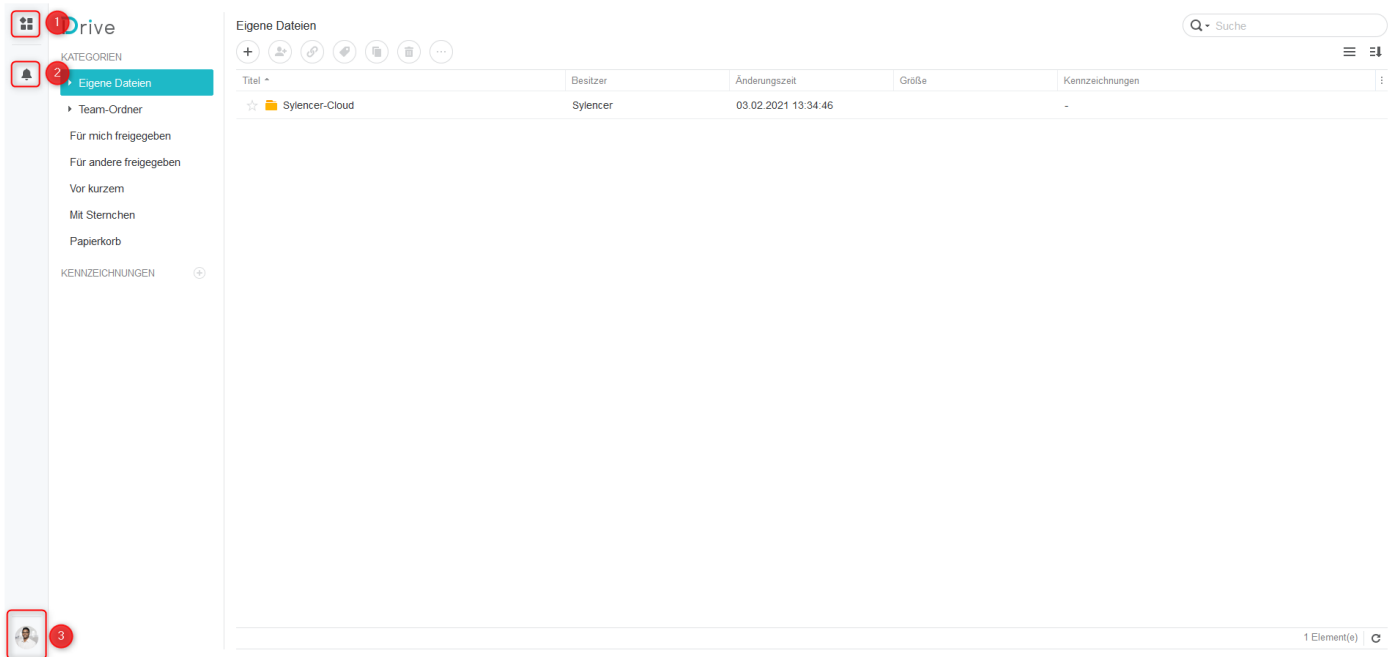 1
Drive
Eigene Dateien
Suche
KATEGORIEN
2
Eigene Dateien
Team-Ordner
Für mich freigegeben
Für andere freigegeben
Vor kurzem
Mit Sternchen
Papierkorb
KENNZEICHNUNGEN
Titel Besitzer Änderungszeit Größe Kennzeichnungen
Sylencer-Cloud Sylencer 03.02.2021 13:34:46 -
3
1 Element(e)